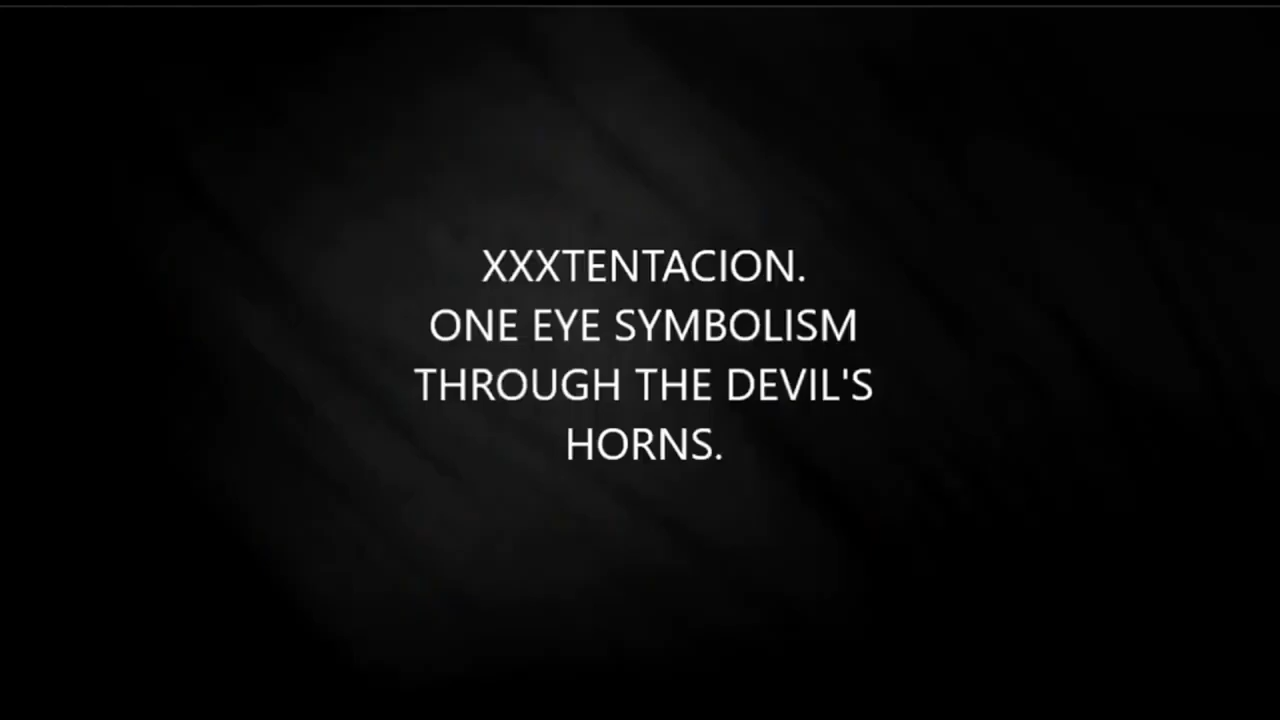 XXXTENTACION.
ONE EYE SYMBOLISM
THROUGH THE DEVIL'S
HORNS.